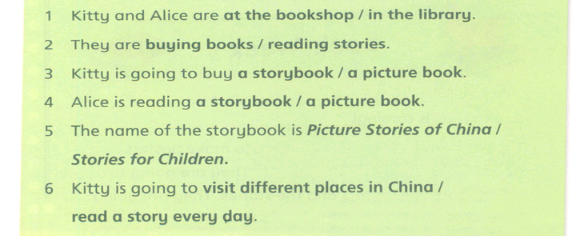 1 Kitty and Alice are at the bookshop / in the library.
2 They are buying books / reading stories.
3 Kitty is going to buy a storybook / a picture book.
4 Alice is reading a storybook / a picture book.
5 The name of the storybook is Picture Stories of China /
Stories for Children.
6 Kitty is going to visit different places in China /
read a story every day.